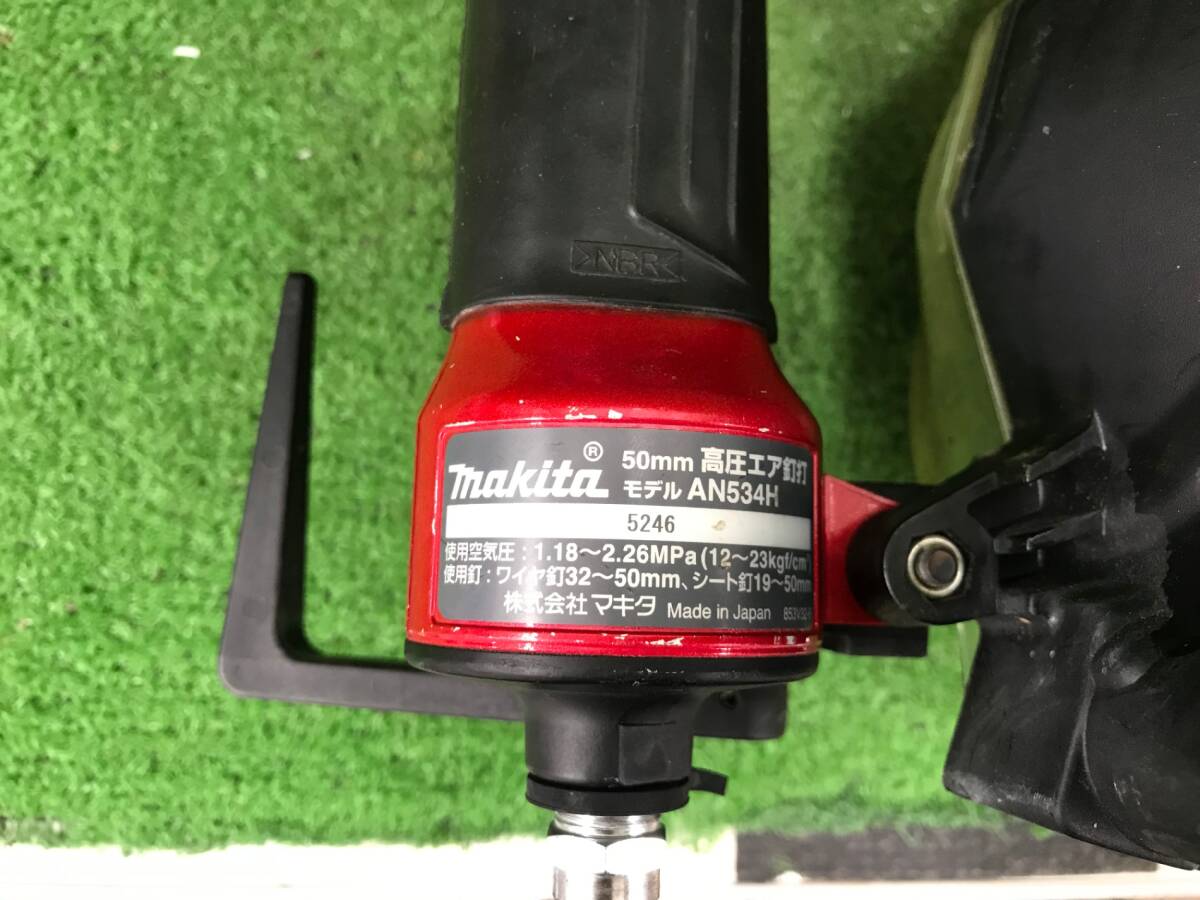 >NBR<
makita® 50mm 高圧エア釘打
モデル AN534H
5246
使用空気圧：1.18～2.26MPa (12～23kgf/cm²)
使用釘：ワイヤ釘32～50mm、シート釘19～50mm
株式会社マキタ Made in Japan